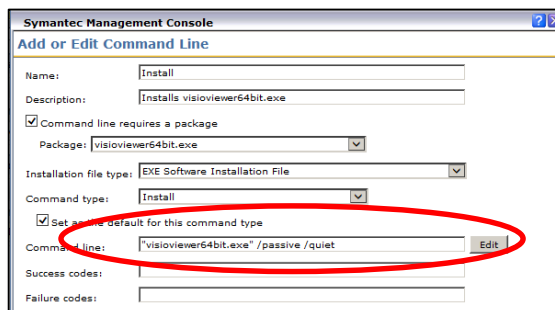 Symantec Management Console
Add or Edit Command Line
Name: Install
Description: Installs visioviewer64bit.exe
Command line requires a package
Package: visioviewer64bit.exe
Installation file type: EXE Software Installation File
Command type: Install
Set as the default for this command type
Command line: "visioviewer64bit.exe" /passive /quiet Edit
Success codes:
Failure codes: